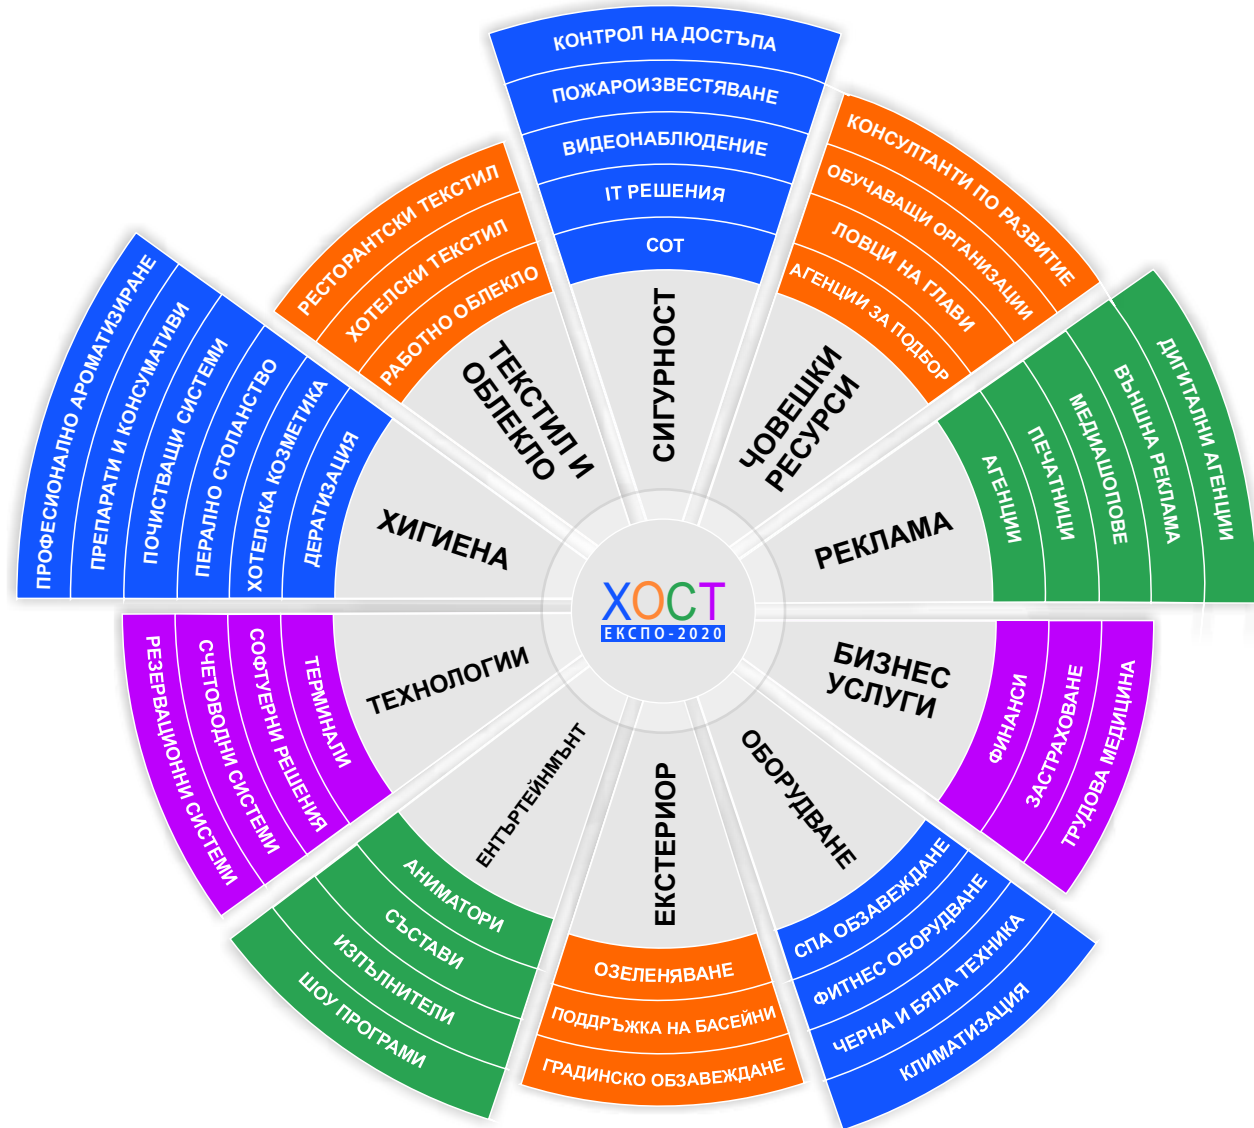 ХОСТ
ЕКСПО-2020
КОНТРОЛ НА ДОСТЪПА
ПОЖАРОИЗВЕСТЯВАНЕ
ВИДЕОНАБЛЮДЕНИЕ
IT РЕШЕНИЯ
СОТ
СИГУРНОСТ
КОНСУЛТАНТИ ПО РАЗВИТИЕ
ОБУЧАВАЩИ ОРГАНИЗАЦИИ
ЛОВЦИ НА ГЛАВИ
АГЕНЦИИ ЗА ПОДБОР
ЧОВЕШКИ
РЕСУРСИ
ДИГИТАЛНИ АГЕНЦИИ
ВЪНШНА РЕКЛАМА
МЕДИАШОПОВЕ
ПЕЧАТНИЦИ
АГЕНЦИИ
РЕКЛАМА
БИЗНЕС
УСЛУГИ
ФИНАНСИ
ЗАСТРАХОВАНЕ
ТРУДОВА МЕДИЦИНА
ОБОРУДВАНЕ
СПА ОБЗАВЕЖДАНЕ
ФИТНЕС ОБОРУДВАНЕ
ЧЕРНА И БЯЛА ТЕХНИКА
КЛИМАТИЗАЦИЯ
ЕКСТЕРИОР
ОЗЕЛЕНЯВАНЕ
ПОДДРЪЖКА НА БАСЕЙНИ
ГРАДИНСКО ОБЗАВЕЖДАНЕ
ЕНТЪРТЕЙНМЪНТ
АНИМАТОРИ
СЪСТАВИ
ИЗПЪЛНИТЕЛИ
ШОУ ПРОГРАМИ
ТЕХНОЛОГИИ
ТЕРМИНАЛИ
СОФТУЕРНИ РЕШЕНИЯ
СЧЕТОВОДНИ СИСТЕМИ
РЕЗЕРВАЦИОННИ СИСТЕМИ
ХИГИЕНА
ПРОФЕСИОНАЛНО АРОМАТИЗИРАНЕ
ПРЕПАРАТИ И КОНСУМАТИВИ
ПОЧИСТВАЩИ СИСТЕМИ
ПЕРАЛНО СТОПАНСТВО
ХОТЕЛСКА КОЗМЕТИКА
ДЕРАТИЗАЦИЯ
РЕСТОРАНТСКИ ТЕКСТИЛ
ХОТЕЛСКИ ТЕКСТИЛ
РАБОТНО ОБЛЕКЛО
ТЕКСТИЛ И
ОБЛЕКЛО